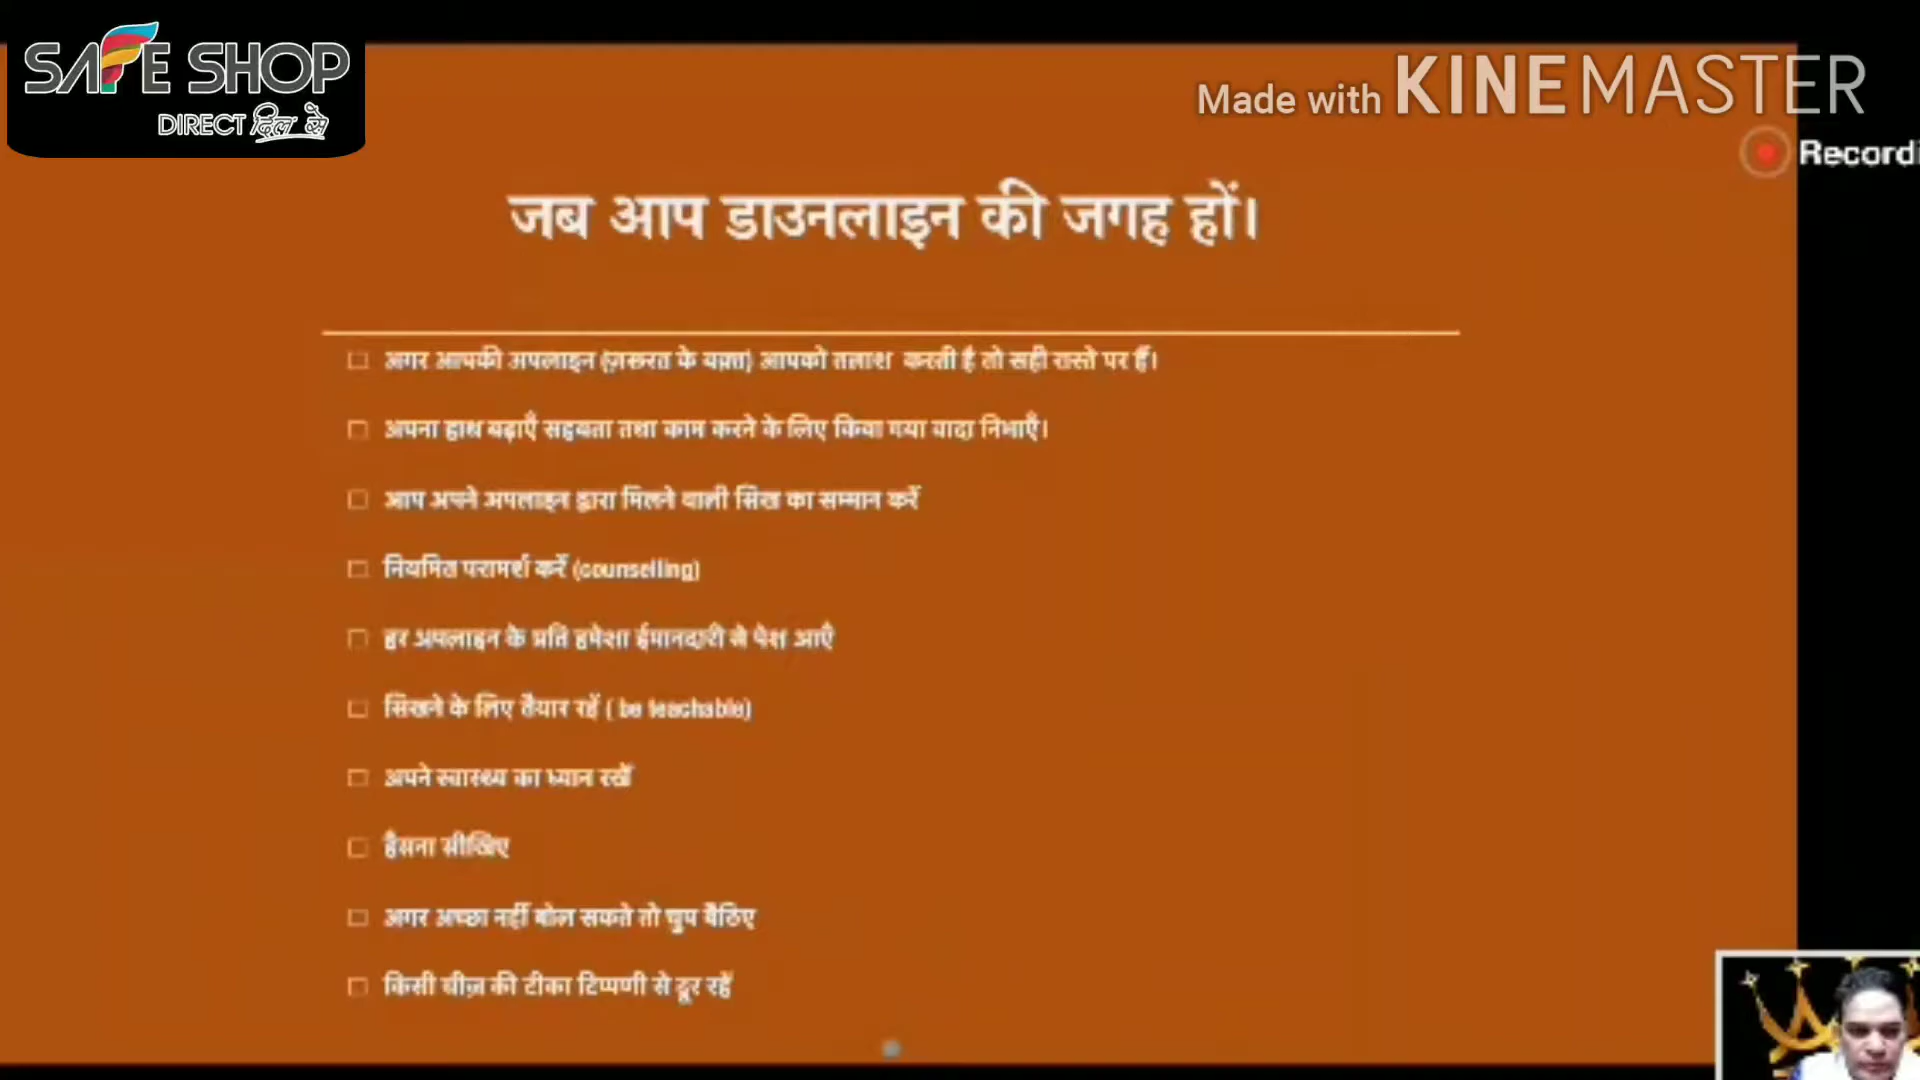 SAFE SHOP
DIRECT दिल से
Made with KINEMASTER
Recordi
जब आप डाउनलाइन की जगह हों।
अगर आपकी अपलाइन (ज़रूरत के वक़्त) आपको तलाश करती है तो सही रास्ते पर हैं।
अपना हाथ बढ़ाएँ सहयता तथा काम करने के लिए किया गया वादा निभाएँ।
आप अपने अपलाइन द्वारा मिलने वाली सिख का सम्मान करें
नियमित परामर्श करें (counselling)
हर अपलाइन के प्रति हमेशा ईमानदारी से पेश आएँ
सिखने के लिए तैयार रहें ( be teachable)
अपने स्वास्थ्य का ध्यान रखें
हँसना सीखिए
अगर अच्छा नहीं बोल सकते तो चुप बैठिए
किसी चीज़ की टीका टिप्पणी से दूर रहें